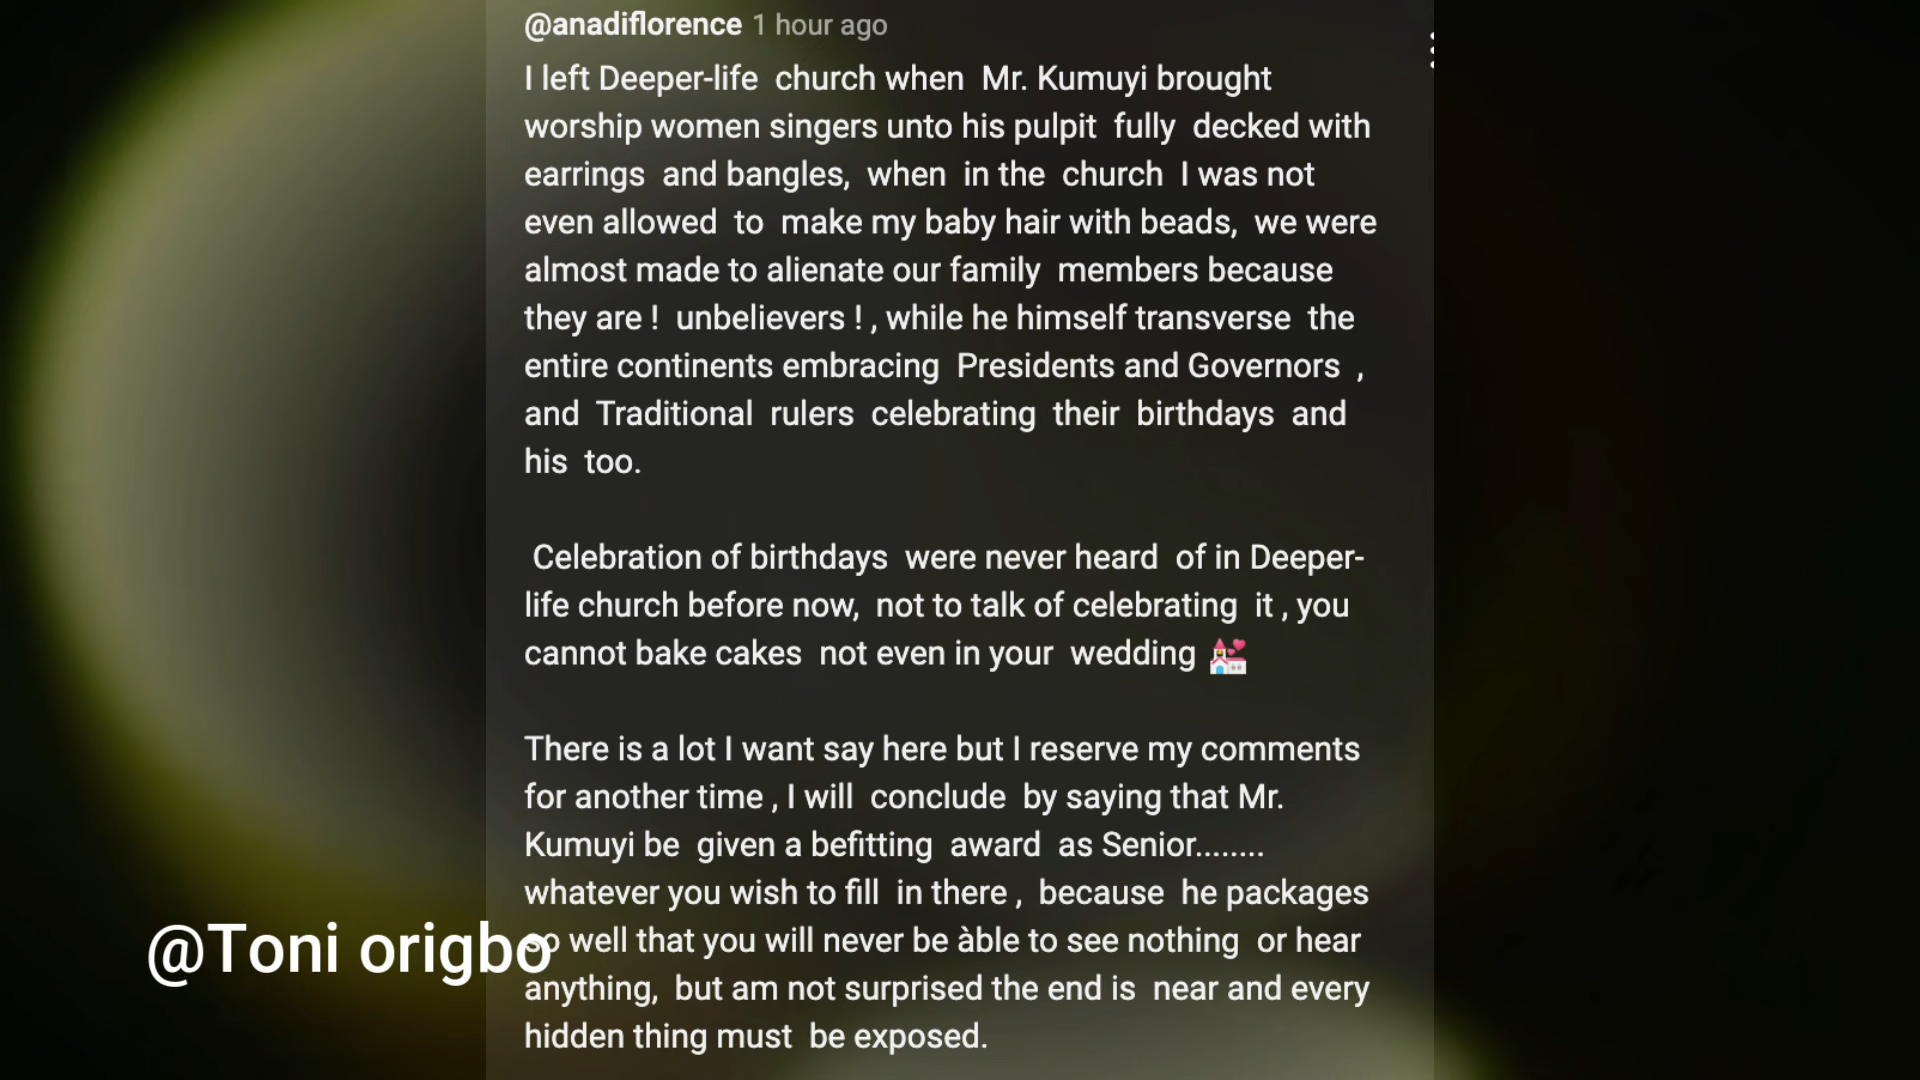 @anadiflorence 1 hour ago
I left Deeper-life church when Mr. Kumuyi brought
worship women singers unto his pulpit fully decked with
earrings and bangles, when in the church I was not
even allowed to make my baby hair with beads, we were
almost made to alienate our family members because
they are ! unbelievers ! , while he himself transverse the
entire continents embracing Presidents and Governors ,
and Traditional rulers celebrating their birthdays and
his too.
Celebration of birthdays were never heard of in Deeper-
life church before now, not to talk of celebrating it , you
cannot bake cakes not even in your wedding 💒
There is a lot I want say here but I reserve my comments
for another time , I will conclude by saying that Mr.
Kumuyi be given a befitting award as Senior........
whatever you wish to fill in there , because he packages
so well that you will never be àble to see nothing or hear
anything, but am not surprised the end is near and every
hidden thing must be exposed.
@Toni origbo